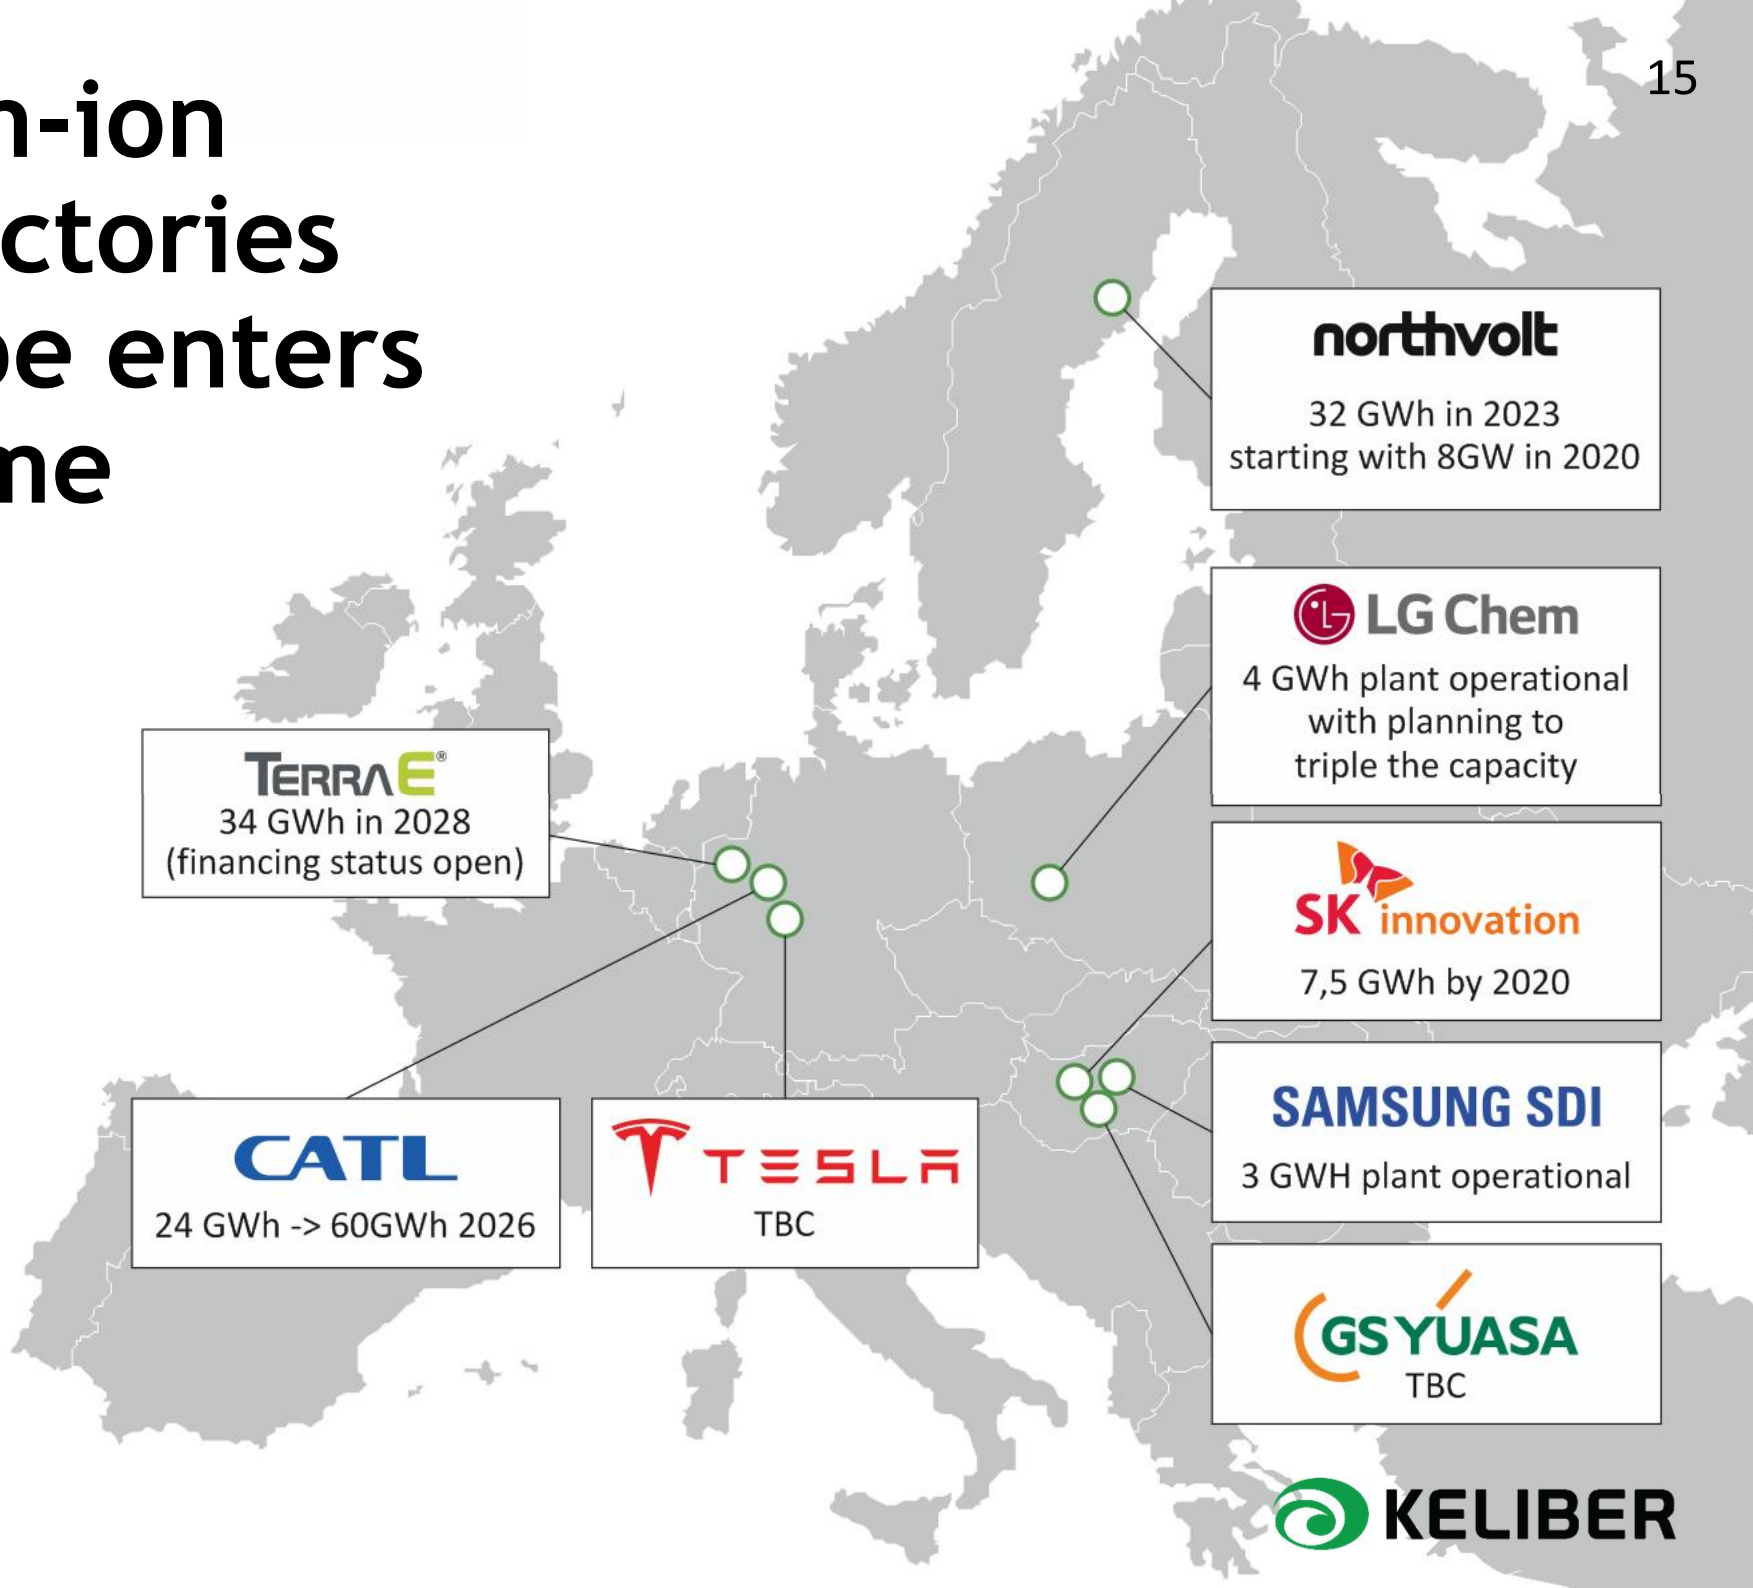 15
n-ion
ctories
be enters
me
northvolt
32 GWh in 2023
starting with 8GW in 2020
LG Chem
4 GWh plant operational
with planning to
triple the capacity
TERRAE®
34 GWh in 2028
(financing status open)
SK innovation
7,5 GWh by 2020
SAMSUNG SDI
3 GWH plant operational
CATL
24 GWh -> 60GWh 2026
TESLA
TBC
GS YUASA
TBC
KELIBER